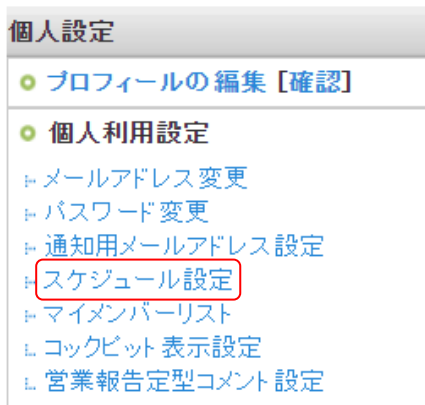 個人設定
プロフィールの編集 [確認]
個人利用設定
メールアドレス変更
パスワード変更
通知用メールアドレス設定
スケジュール設定
マイメンバーリスト
コックピット表示設定
営業報告定型コメント設定